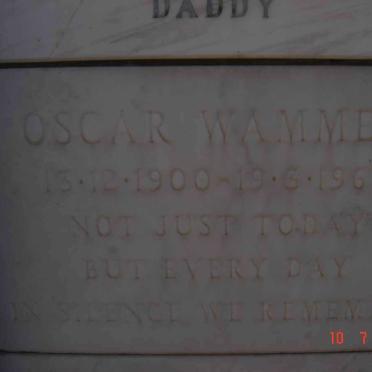 DADDY
OSCAR WAMME
13·12·1900-19·6·196
NOT JUST TODAY
BUT EVERY DAY
IN SILENCE WE REMEM
10 7